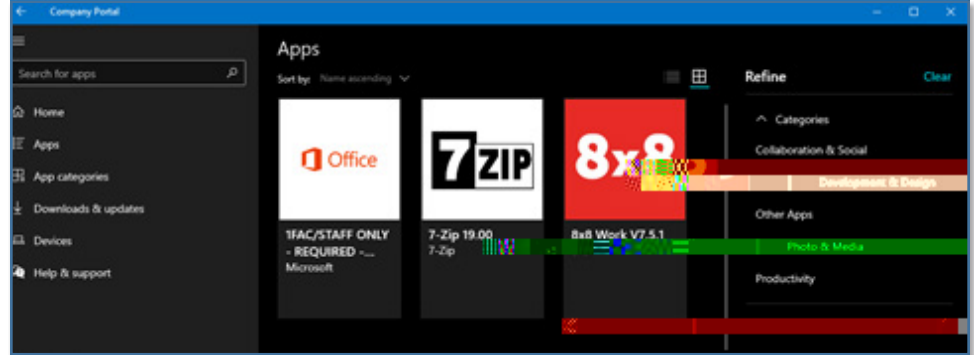 Company Portal
Search for apps
Home
Apps
App categories
Downloads & updates
Devices
Help & support
Apps
Sort by: Name ascending
Office
7 ZIP
8x8
1FAC/STAFF ONLY
- REQUIRED -...
Microsoft
7-Zip 19.00
7-Zip
8x8 Work V7.5.1
Refine
Clear
Categories
Collaboration & Social
Development & Design
Other Apps
Photo & Media
Productivity